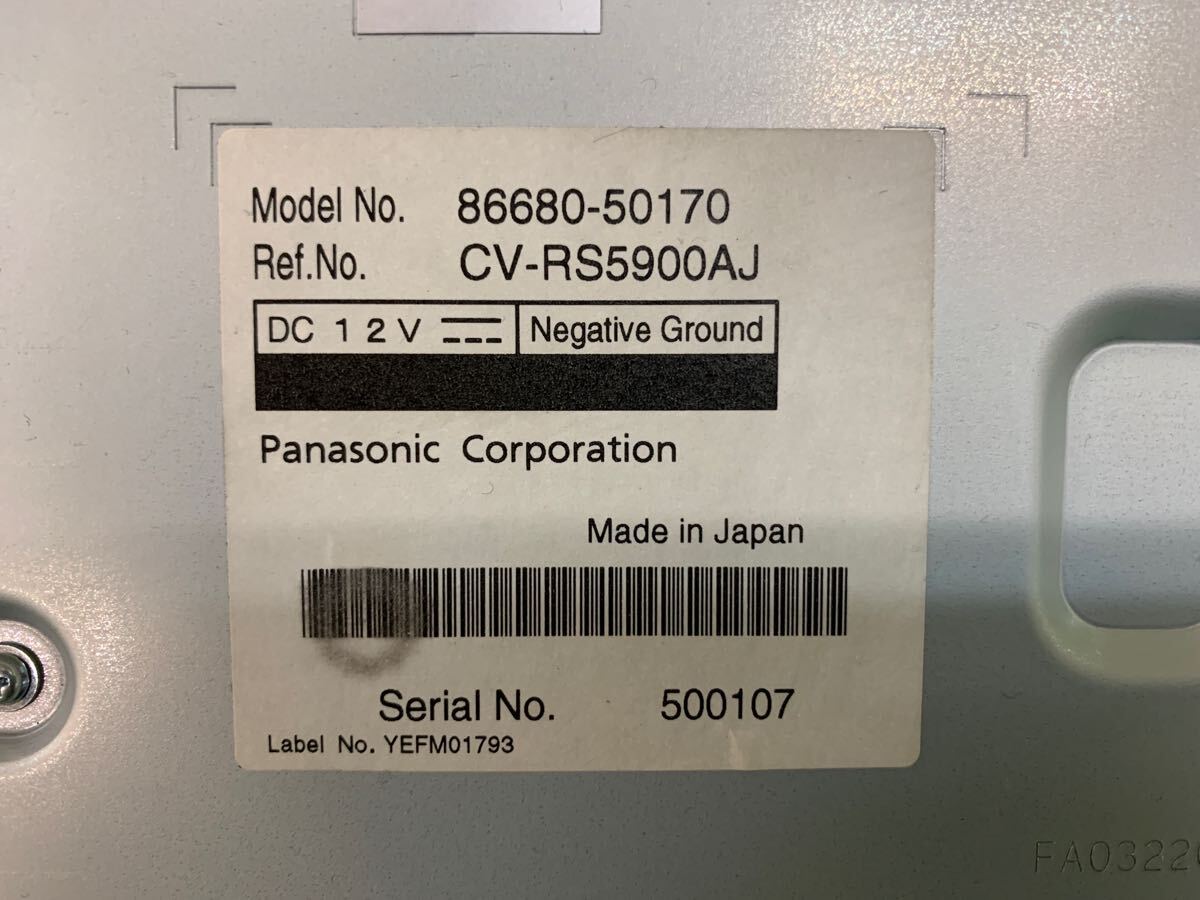 Model No. 86680-50170
Ref.No. CV-RS5900AJ
DC 12V Negative Ground
Panasonic Corporation
Made in Japan
Serial No. 500107
Label No. YEFM01793
FA0322